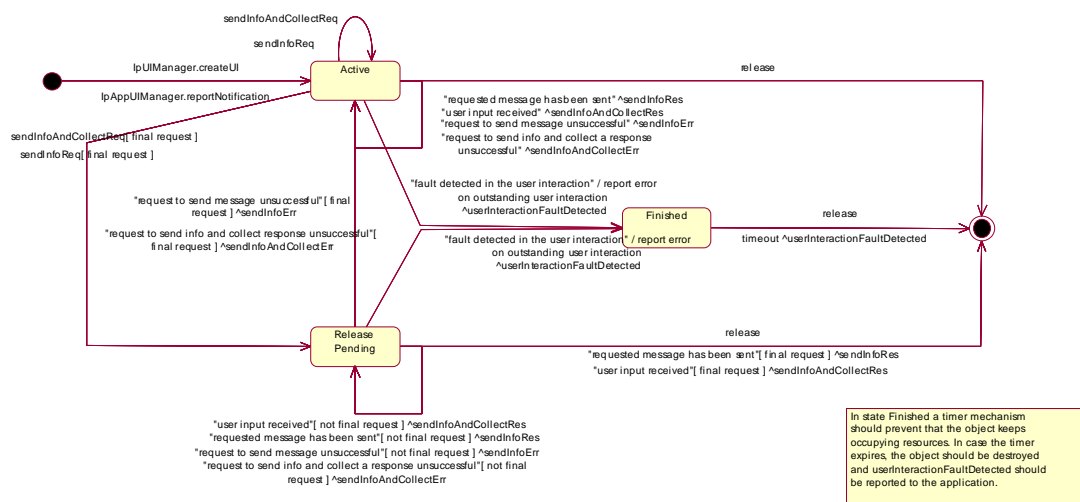 sendInfoAndCollectReq
sendInfoReq
IpUIManager.createUI
Active
release
IpAppUIManager.reportNotification
"requested message has been sent" ^sendInfoRes
"user input received" ^sendInfoAndCollectRes
"request to send message unsuccessful" ^sendInfoErr
"request to send info and collect a response
unsuccessful" ^sendInfoAndCollectErr
sendInfoAndCollectReq[ final request ]
sendInfoReq[ final request ]
"fault detected in the user interaction" / report error
on outstanding user interaction
^userInteractionFaultDetected
"request to send message unsuccessful"[ final
request ] ^sendInfoErr
"request to send info and collect response unsuccessful"[
final request ] ^sendInfoAndCollectErr
Finished
release
timeout ^userInteractionFaultDetected
"fault detected in the user interaction" / report error
on outstanding user interaction
^userInteractionFaultDetected
Release
Pending
release
"requested message has been sent"[ final request ] ^sendInfoRes
"user input received"[ final request ] ^sendInfoAndCollectRes
"user input received"[ not final request ] ^sendInfoAndCollectRes
"requested message has been sent"[ not final request ] ^sendInfoRes
"request to send message unsuccessful"[ not final request ] ^sendInfoErr
"request to send info and collect a response unsuccessful"[ not final
request ] ^sendInfoAndCollectErr
In state Finished a timer mechanism
should prevent that the object keeps
occupying resources. In case the timer
expires, the object should be destroyed
and userInteractionFaultDetected should
be reported to the application.